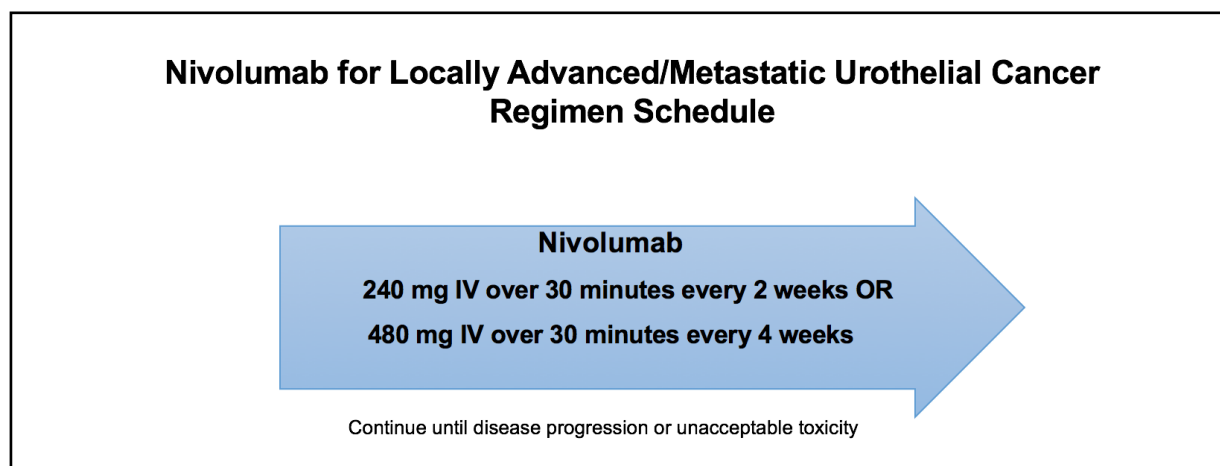 Nivolumab for Locally Advanced/Metastatic Urothelial Cancer
Regimen Schedule
Nivolumab
240 mg IV over 30 minutes every 2 weeks OR
480 mg IV over 30 minutes every 4 weeks
Continue until disease progression or unacceptable toxicity